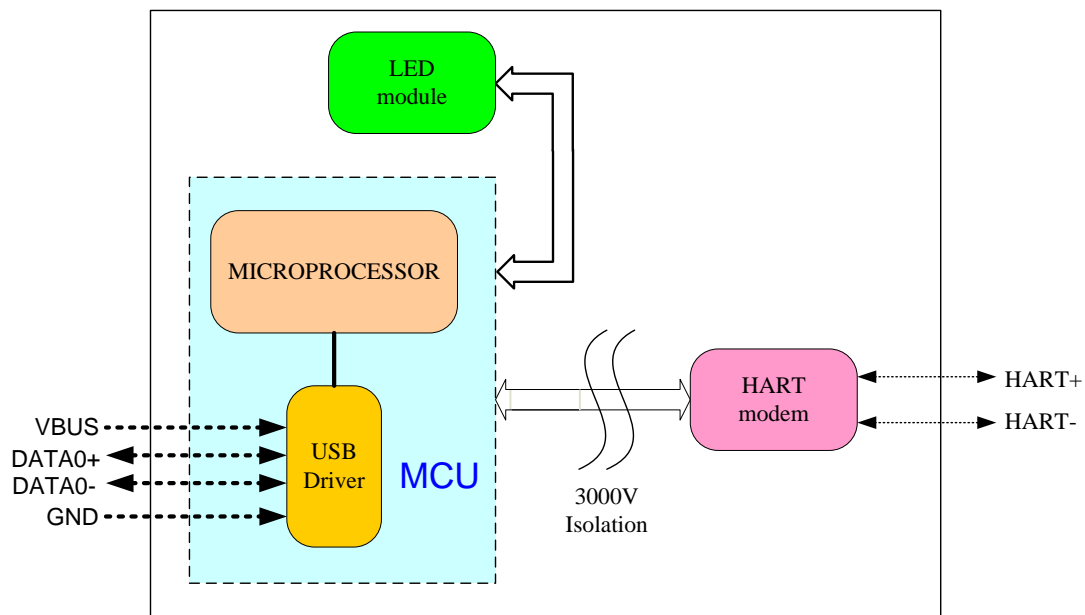 LED
module
MICROPROCESSOR
HART
modem
HART+
HART-
VBUS
DATA0+
DATA0-
GND
USB
Driver
MCU
3000V
Isolation